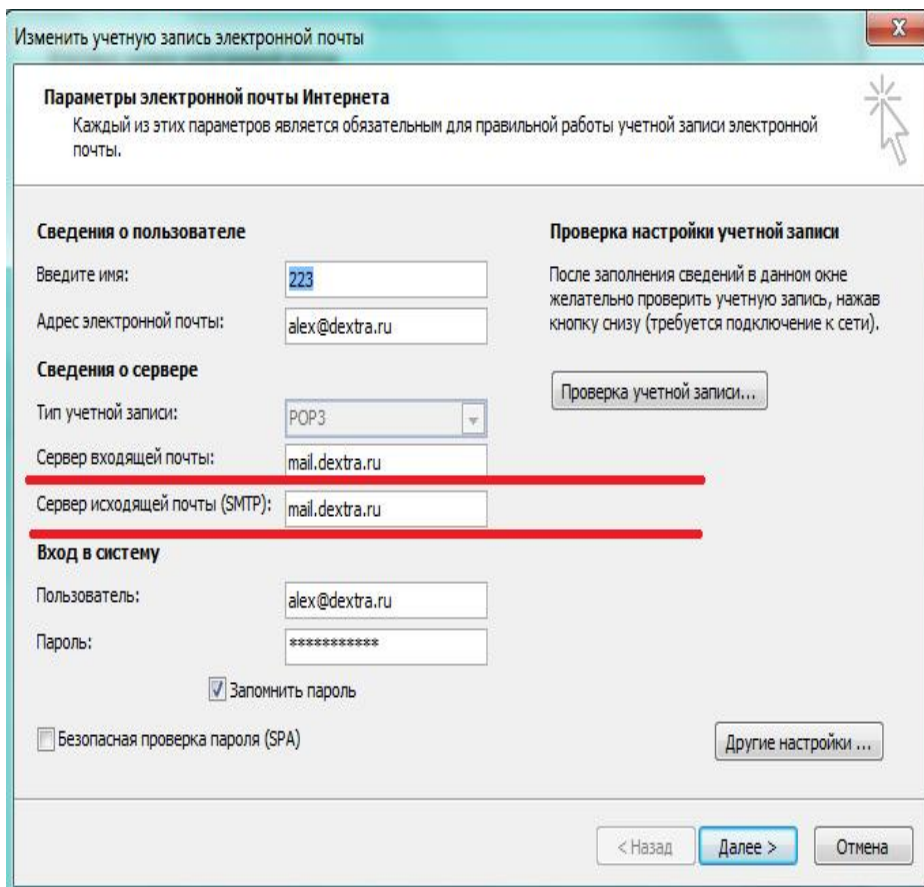 Изменить учетную запись электронной почты
X
Параметры электронной почты Интернета
Каждый из этих параметров является обязательным для правильной работы учетной записи электронной
почты.
Сведения о пользователе
Введите имя: 223
Адрес электронной почты: alex@dextra.ru
Сведения о сервере
Тип учетной записи: POP3
Сервер входящей почты: mail.dextra.ru
Сервер исходящей почты (SMTP): mail.dextra.ru
Вход в систему
Пользователь: alex@dextra.ru
Пароль: ***********
Запомнить пароль
Безопасная проверка пароля (SPA)
Проверка настройки учетной записи
После заполнения сведений в данном окне
желательно проверить учетную запись, нажав
кнопку снизу (требуется подключение к сети).
Проверка учетной записи...
Другие настройки ...
< Назад
Далее >
Отмена